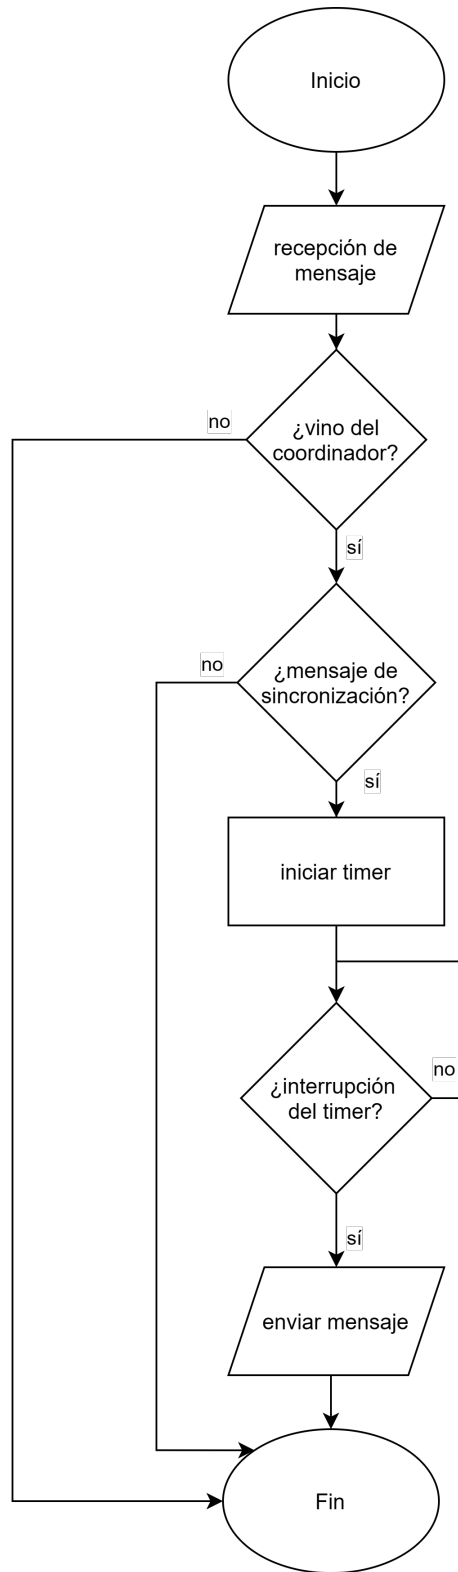 Inicio
recepción de
mensaje
no
¿vino del
coordinador?
sí
no
¿mensaje de
sincronización?
sí
iniciar timer
no
¿interrupción
del timer?
sí
enviar mensaje
Fin